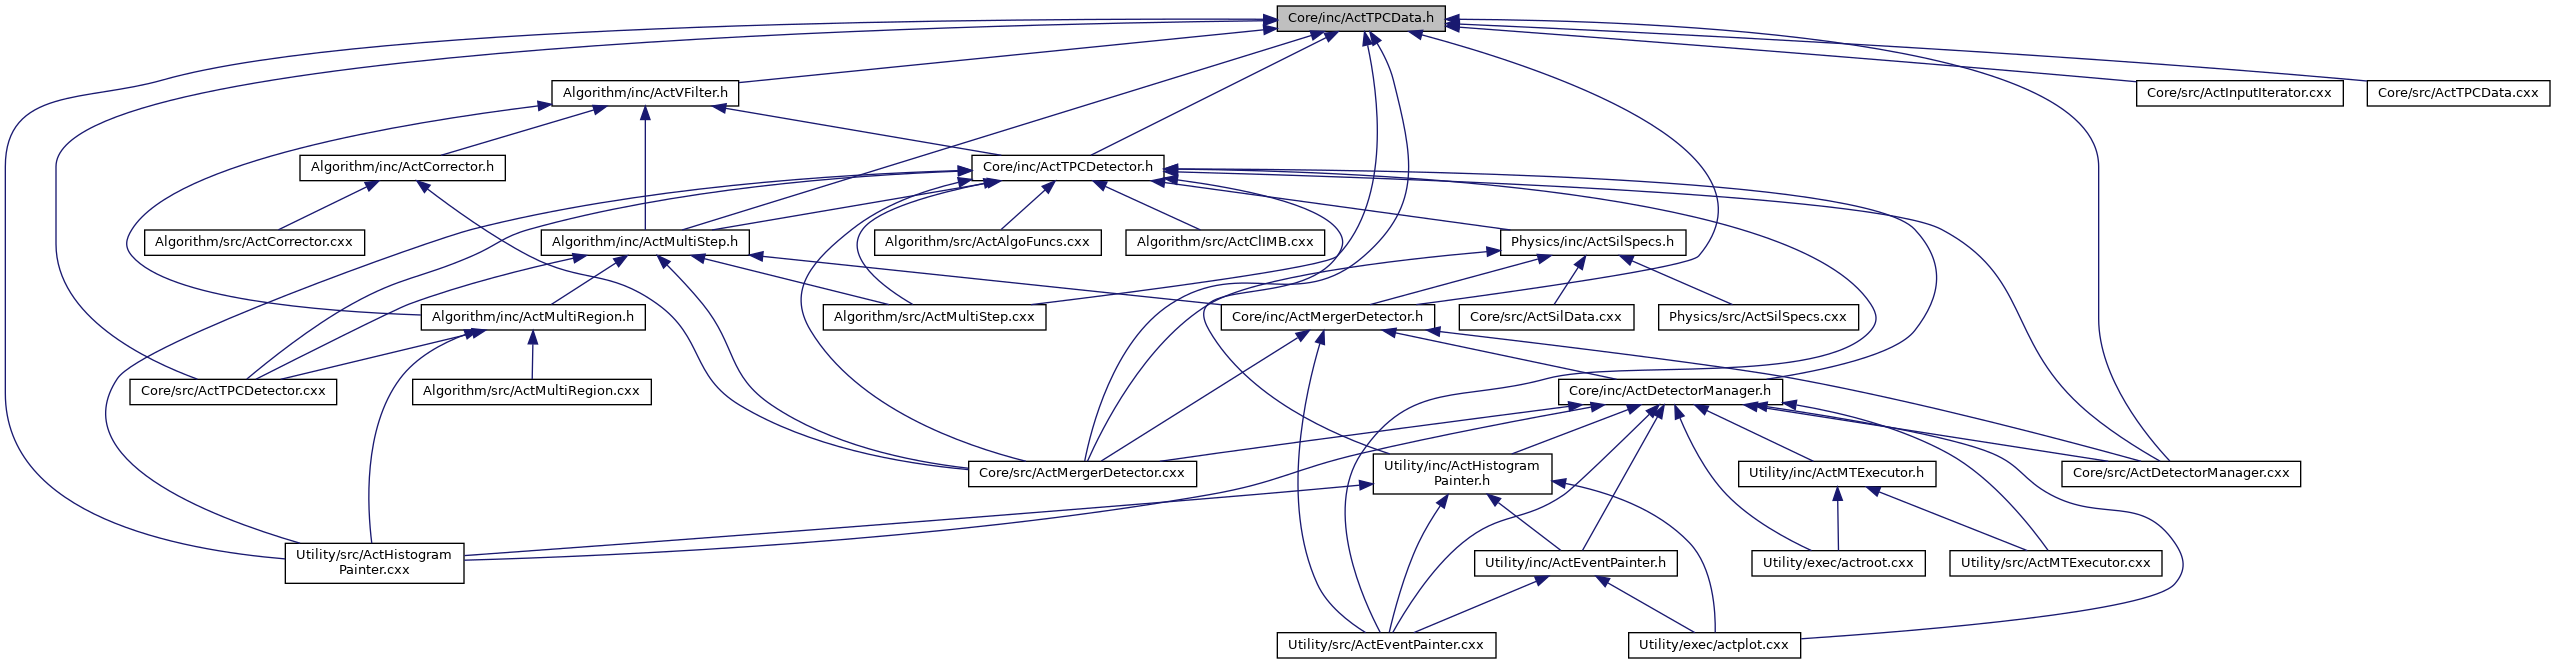 Core/inc/ActTPCData.h
Algorithm/inc/ActVFilter.h
Core/src/ActInputIterator.cxx
Core/src/ActTPCData.cxx
Algorithm/inc/ActCorrector.h
Core/inc/ActTPCDetector.h
Algorithm/src/ActCorrector.cxx
Algorithm/inc/ActMultiStep.h
Algorithm/src/ActAlgoFuncs.cxx
Algorithm/src/ActClIMB.cxx
Physics/inc/ActSilSpecs.h
Algorithm/inc/ActMultiRegion.h
Algorithm/src/ActMultiStep.cxx
Core/inc/ActMergerDetector.h
Core/src/ActSilData.cxx
Physics/src/ActSilSpecs.cxx
Core/src/ActTPCDetector.cxx
Algorithm/src/ActMultiRegion.cxx
Core/inc/ActDetectorManager.h
Core/src/ActMergerDetector.cxx
Utility/inc/ActHistogram
Painter.h
Utility/inc/ActMTExecutor.h
Core/src/ActDetectorManager.cxx
Utility/src/ActHistogram
Painter.cxx
Utility/inc/ActEventPainter.h
Utility/exec/actroot.cxx
Utility/src/ActMTExecutor.cxx
Utility/src/ActEventPainter.cxx
Utility/exec/actplot.cxx